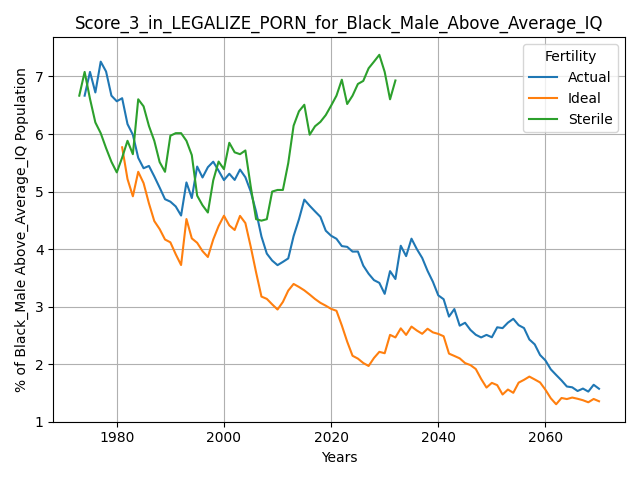 Score_3_in_LEGALIZE_PORN_for_Black_Male_Above_Average_IQ
% of Black_Male Above_Average_IQ Population
7
6
5
4
3
2
1
Fertility
Actual
Ideal
Sterile
1980
2000
2020
2040
2060
Years